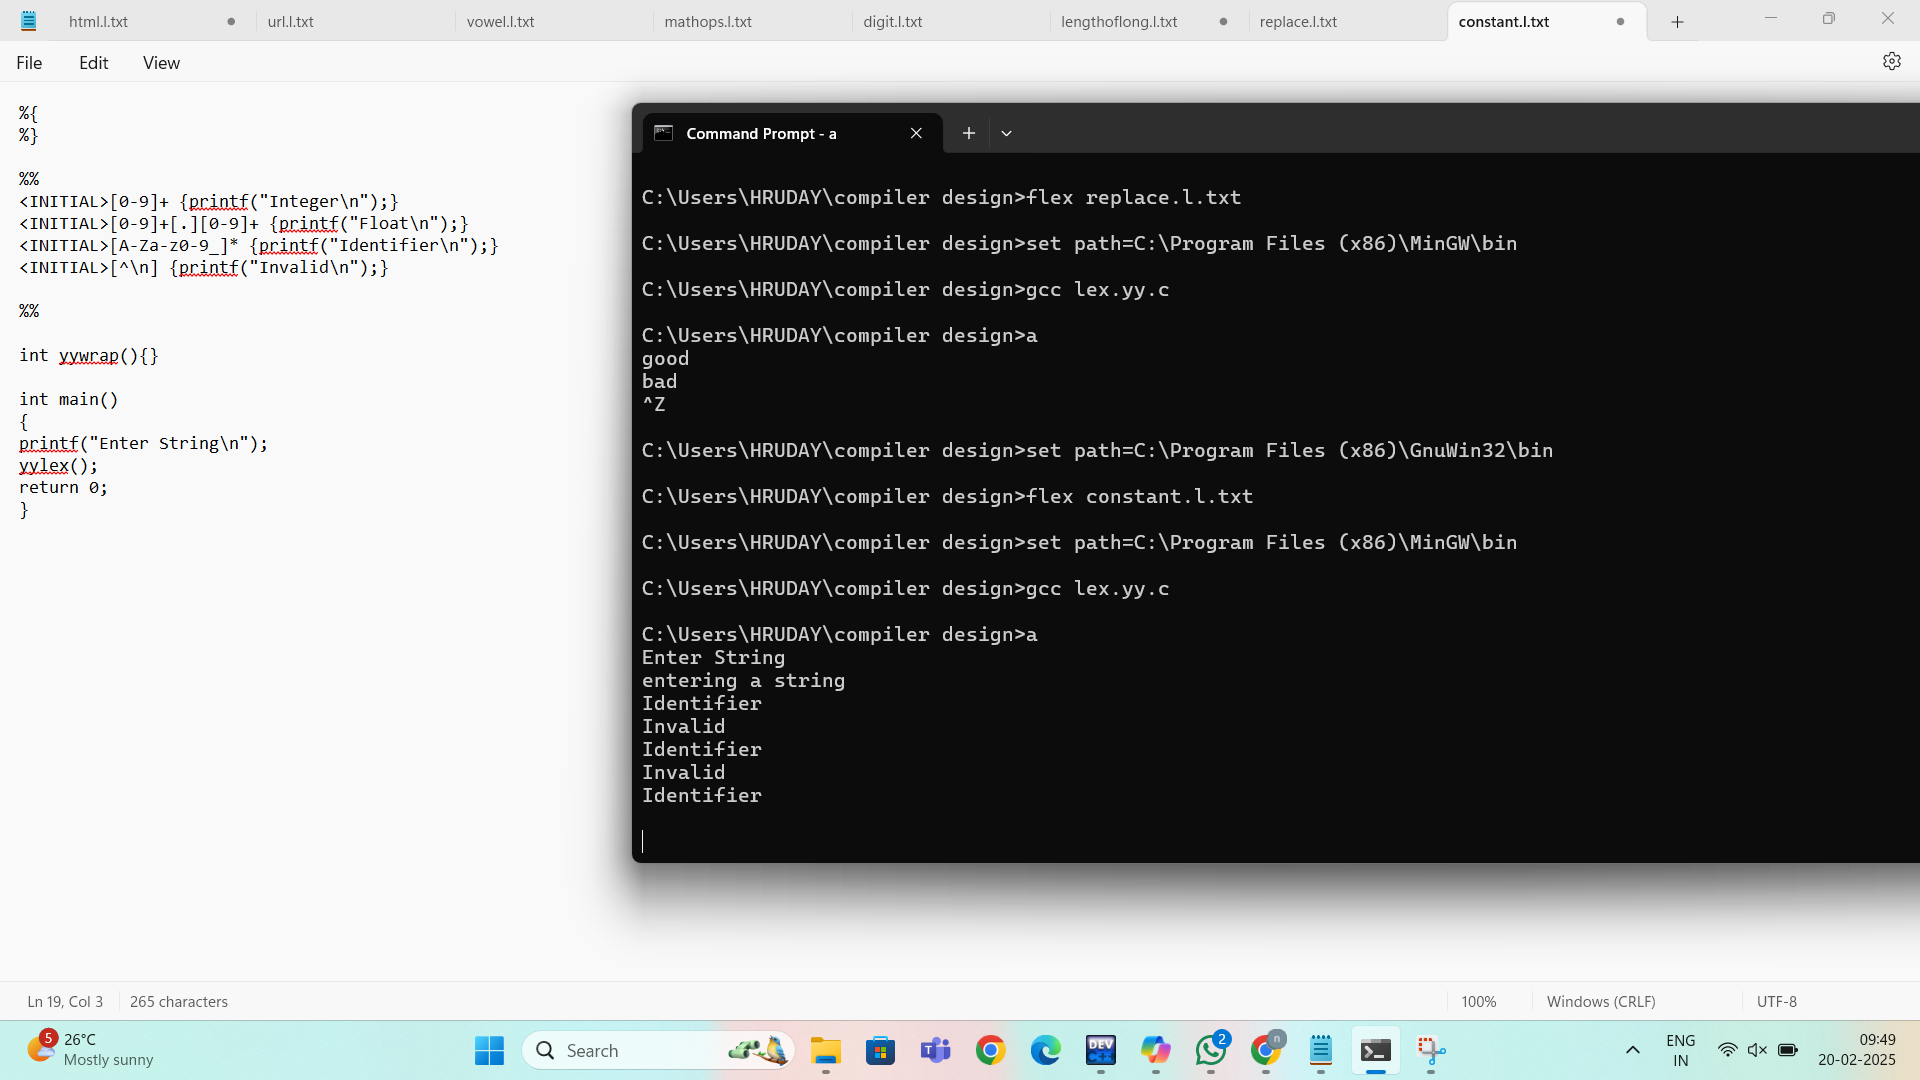 html.l.txt
url.l.txt
vowel.l.txt
mathops.l.txt
digit.l.txt
lengthoflong.l.txt
replace.l.txt
constant.l.txt
File Edit View
%{
%}
%%
<INITIAL>[0-9]+ {printf("Integer\n");}
<INITIAL>[0-9]+[.][0-9]+ {printf("Float\n");}
<INITIAL>[A-Za-z0-9_]* {printf("Identifier\n");}
<INITIAL>[^\n] {printf("Invalid\n");}
%%
int yywrap(){}
int main()
{
printf("Enter String\n");
yylex();
return 0;
}
Command Prompt - a
C:\Users\HRUDAY\compiler design>flex replace.l.txt
C:\Users\HRUDAY\compiler design>set path=C:\Program Files (x86)\MinGW\bin
C:\Users\HRUDAY\compiler design>gcc lex.yy.c
C:\Users\HRUDAY\compiler design>a
good
bad
^Z
C:\Users\HRUDAY\compiler design>set path=C:\Program Files (x86)\GnuWin32\bin
C:\Users\HRUDAY\compiler design>flex constant.l.txt
C:\Users\HRUDAY\compiler design>set path=C:\Program Files (x86)\MinGW\bin
C:\Users\HRUDAY\compiler design>gcc lex.yy.c
C:\Users\HRUDAY\compiler design>a
Enter String
entering a string
Identifier
Invalid
Identifier
Invalid
Identifier
Ln 19, Col 3
265 characters
100%
Windows (CRLF)
UTF-8
5
26°C
Mostly sunny
Search
T
DEV
C++
2
n
ENG
IN
09:49
20-02-2025